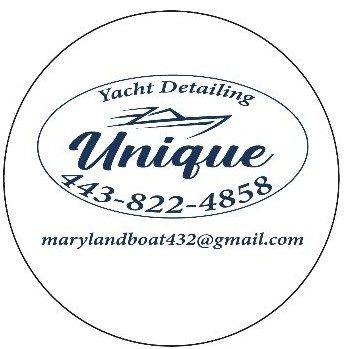 Yacht Detailing
Unique
443-822-4858
marylandboat432@gmail.com